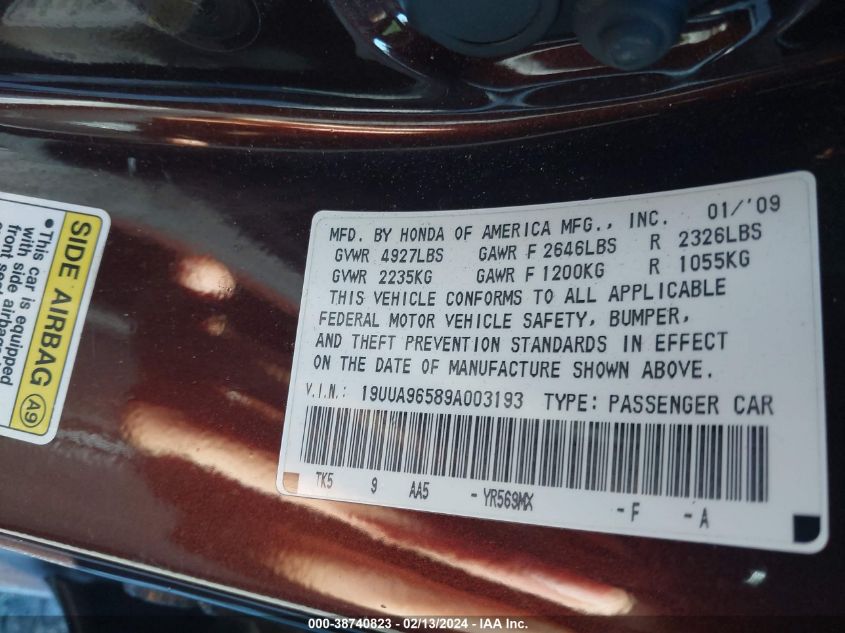 MFD. BY HONDA OF AMERICA MFG., INC. 01/'09
GVWR 4927LBS GAWR F 2646LBS R 2326LBS
GVWR 2235KG GAWR F 1200KG R 1055KG
THIS VEHICLE CONFORMS TO ALL APPLICABLE
FEDERAL MOTOR VEHICLE SAFETY, BUMPER,
AND THEFT PREVENTION STANDARDS IN EFFECT
ON THE DATE OF MANUFACTURE SHOWN ABOVE.
V.I.N.: 19UUA96589A003193 TYPE: PASSENGER CAR
TK5 9 AA5 -YR569MX -F -A
SIDE AIRBAG A9
• This car is equipped
with side airbags
front sea
000-38740823 - 02/13/2024 - IAA Inc.